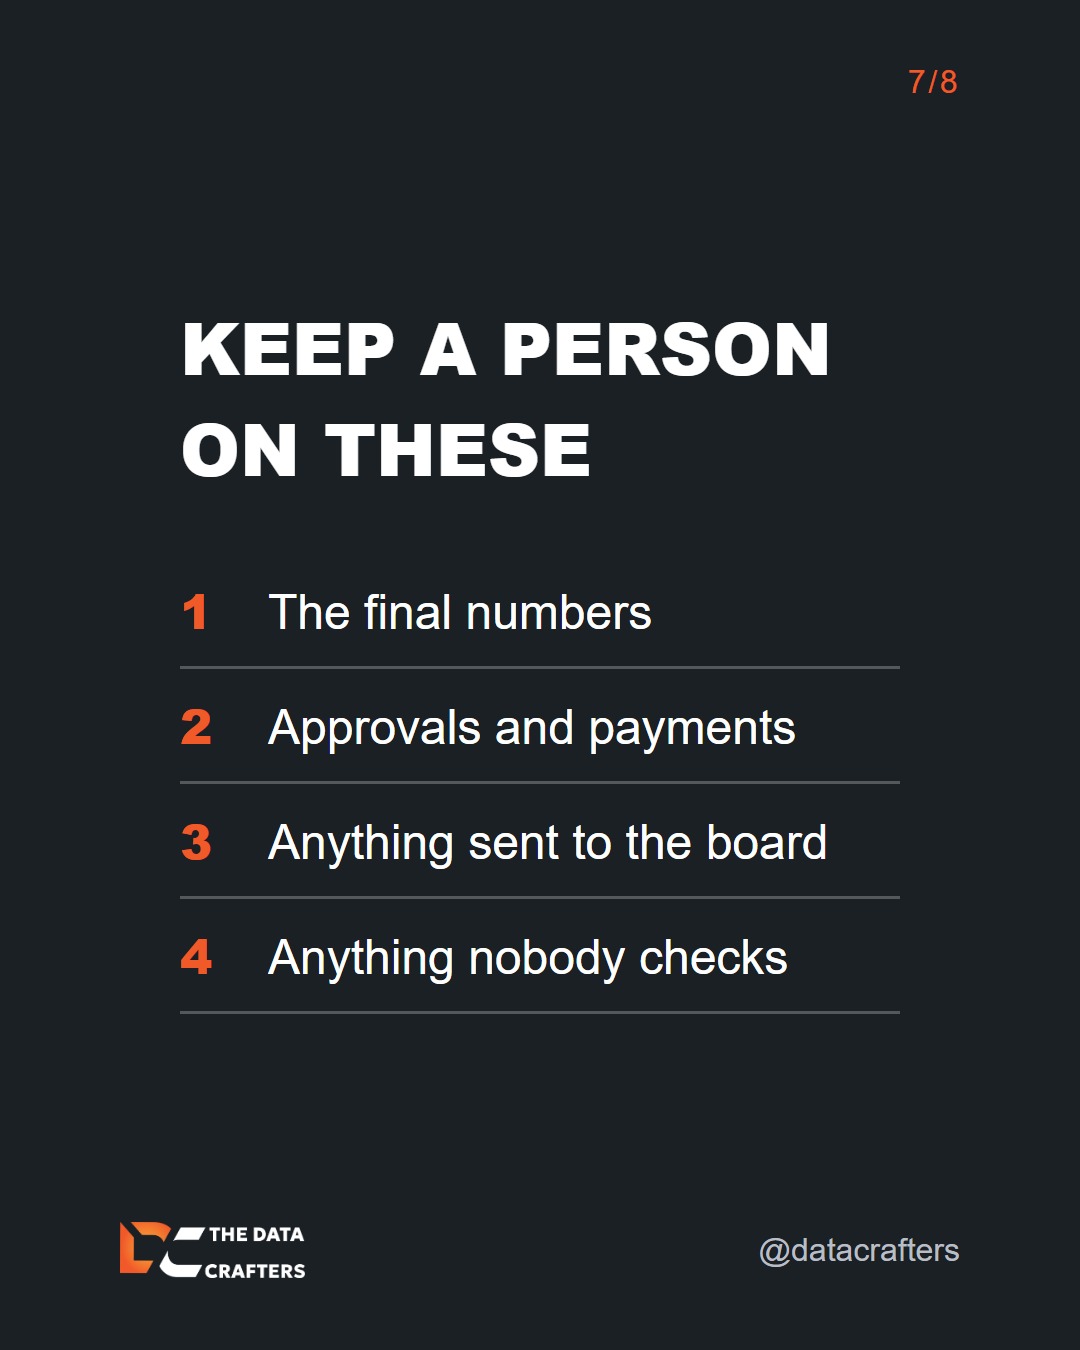 7/8
KEEP A PERSON
ON THESE
1 The final numbers
2 Approvals and payments
3 Anything sent to the board
4 Anything nobody checks
THE DATA
CRAFTERS
@datacrafters